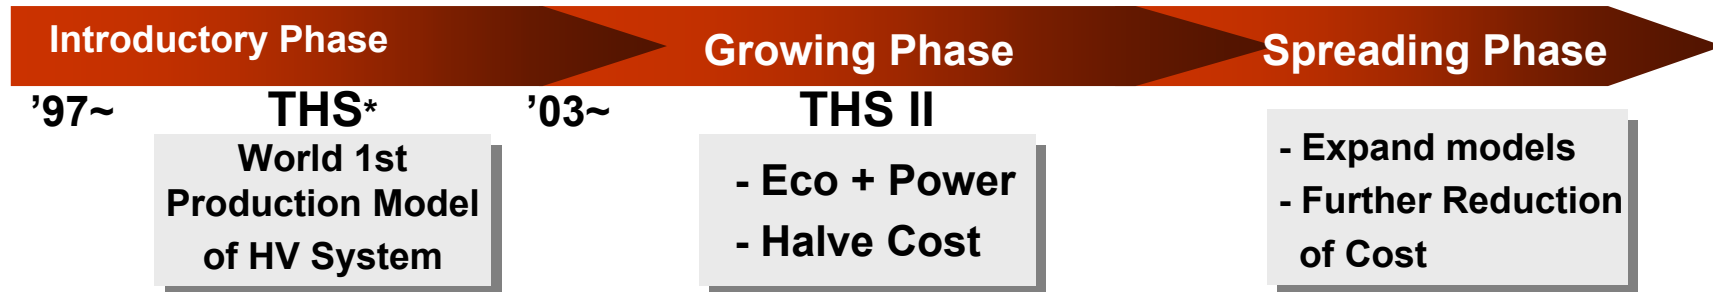 Introductory Phase
Growing Phase
Spreading Phase
’97~
THS*
’03~
THS II
World 1st
Production Model
of HV System
- Eco + Power
- Halve Cost
- Expand models
- Further Reduction
of Cost